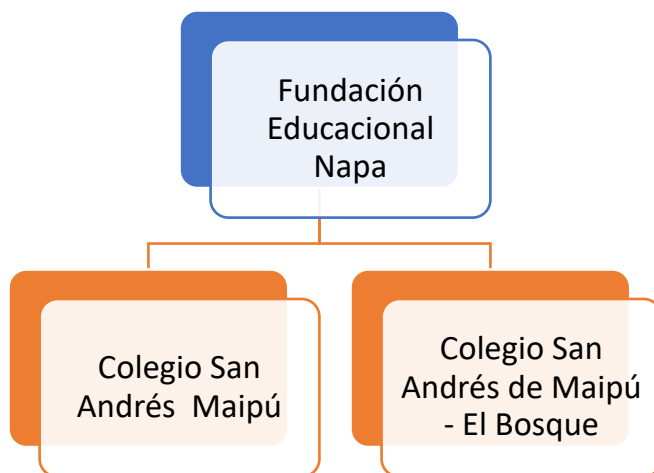 Fundación
Educacional
Napa
Colegio San
Andrés Maipú
Colegio San
Andrés de Maipú
- El Bosque